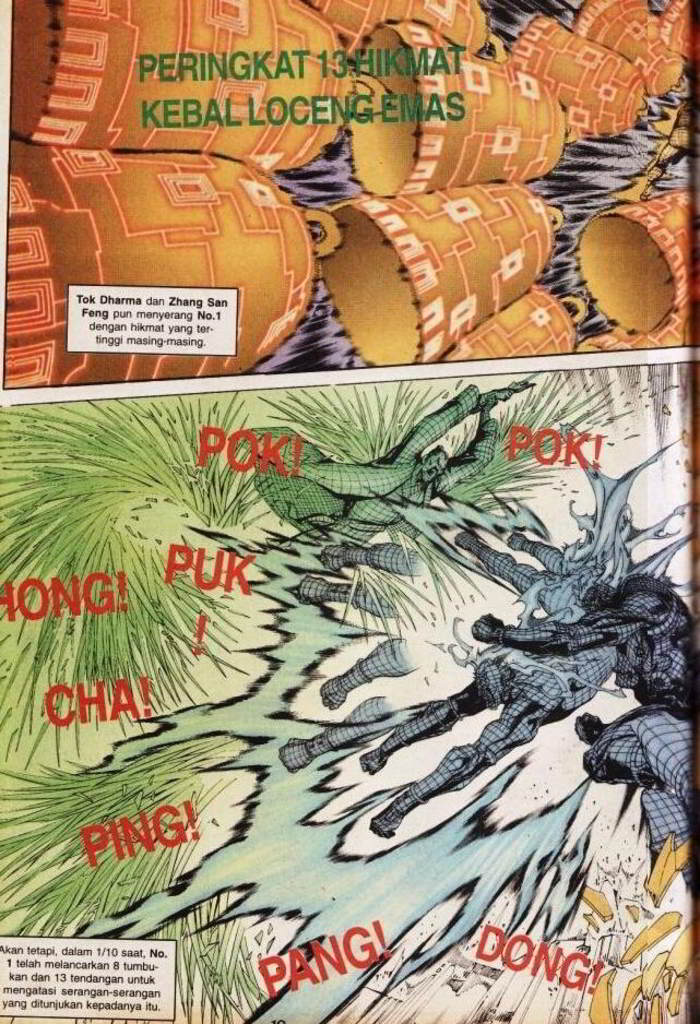 PERINGKAT 13:HIKMAT
KEBAL LOCENG EMAS
Tok Dharma dan Zhang San
Feng pun menyerang No.1
dengan hikmat yang ter-
tinggi masing-masing.
POK!
POK!
HONG!
PUK
!
CHA!
PING!
PANG!
DONG!
Akan tetapi, dalam 1/10 saat, No.
1 telah melancarkan 8 tumbu-
kan dan 13 tendangan untuk
mengatasi serangan-serangan
yang ditunjukan kepadanya itu.